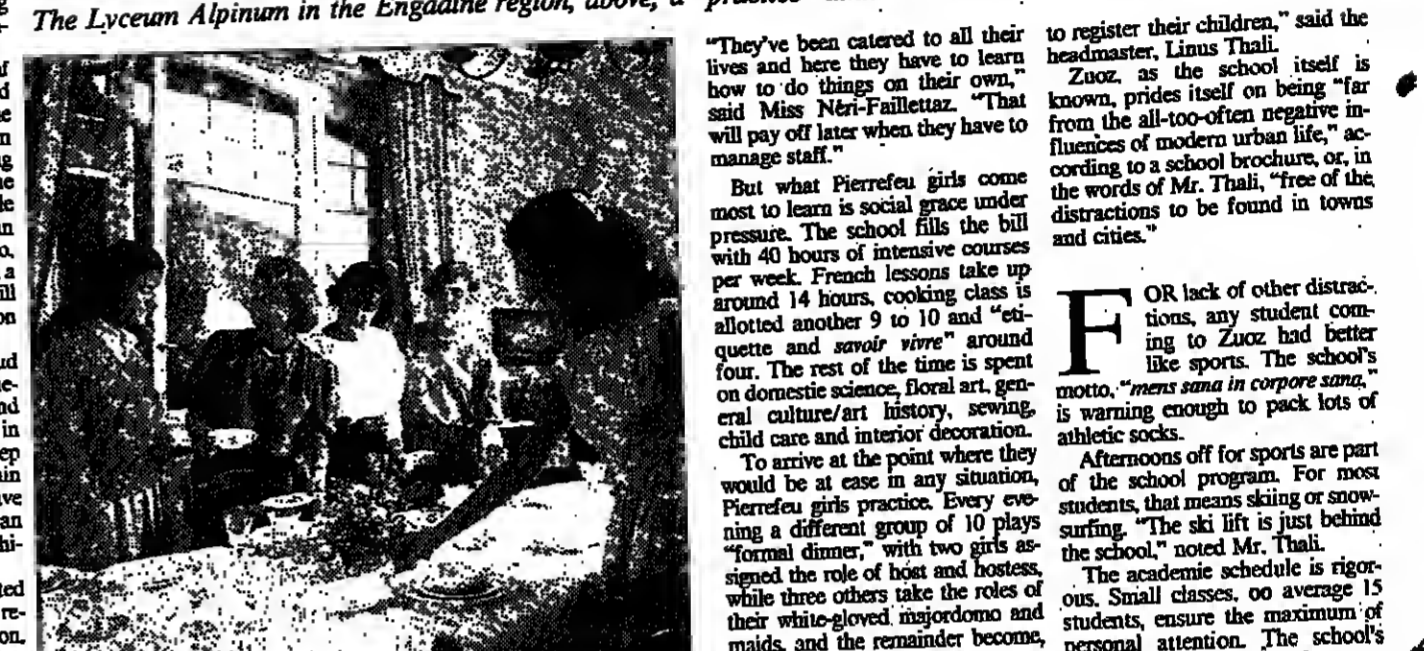 The Lyceum Alpinum in the Engadine region, above, a practice
a
ill
on
ud
e-
nd
in
ep
ain
ve
an
hi-
ted
re-
on.
"They've been catered to all their
lives and here they have to learn
how to do things on their own,"
said Miss Néri-Faillettaz. "That
will pay off later when they have to
manage staff."
But what Pierrefeu girls come
most to learn is social grace under
pressure. The school fills the bill
with 40 hours of intensive courses
per week. French lessons take up
around 14 hours, cooking class is
allotted another 9 to 10 and "eti-
quette and savoir vivre" around
four. The rest of the time is spent
on domestic science, floral art, gen-
eral culture/art history, sewing,
child care and interior decoration.
To arrive at the point where they
would be at ease in any situation,
Pierrefeu girls practice. Every eve-
ning a different group of 10 plays
"formal dinner," with two girls as-
signed the role of host and hostess,
while three others take the roles of
their white-gloved majordomo and
maids, and the remainder become,
to register their children," said the
headmaster, Linus Thali.
Zuoz, as the school itself is
known, prides itself on being "far
from the all-too-often negative in-
fluences of modern urban life," ac-
cording to a school brochure, or, in
the words of Mr. Thali, "free of the
distractions to be found in towns
and cities."
FOR lack of other distrac-
tions, any student com-
ing to Zuoz had better
like sports. The school's
motto, "mens sana in corpore sana,"
is warning enough to pack lots of
athletic socks.
Afternoons off for sports are part
of the school program. For most
students, that means skiing or snow-
surfing. "The ski lift is just behind
the school," noted Mr. Thali.
The academic schedule is rigor-
ous. Small classes, oo average 15
students, ensure the maximum of
personal attention. The school's